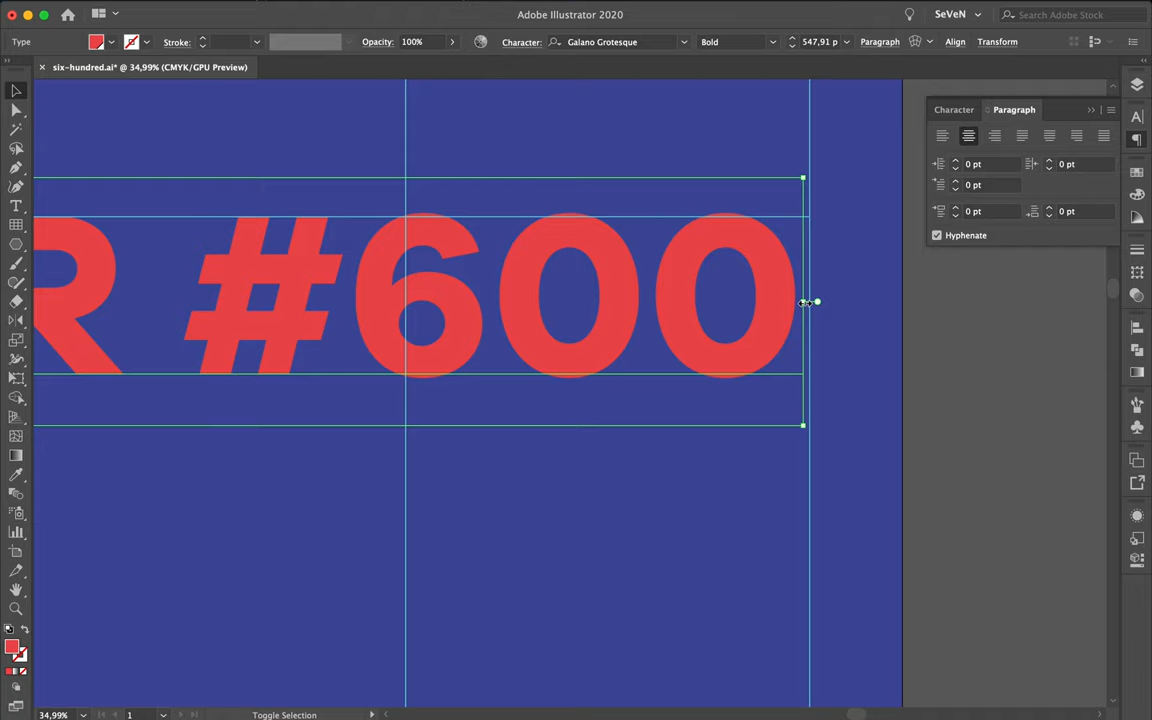 Adobe Illustrator 2020
SeVeN
Search Adobe Stock
Type
Stroke:
Opacity:
100%
Character:
Galano Grotesque
Bold
547,91 p
Paragraph
Align
Transform
six-hundred.ai* @ 34,99% (CMYK/GPU Preview)
Character
Paragraph
0 pt
0 pt
0 pt
0 pt
0 pt
Hyphenate
R #600
34,99%
1
Toggle Selection